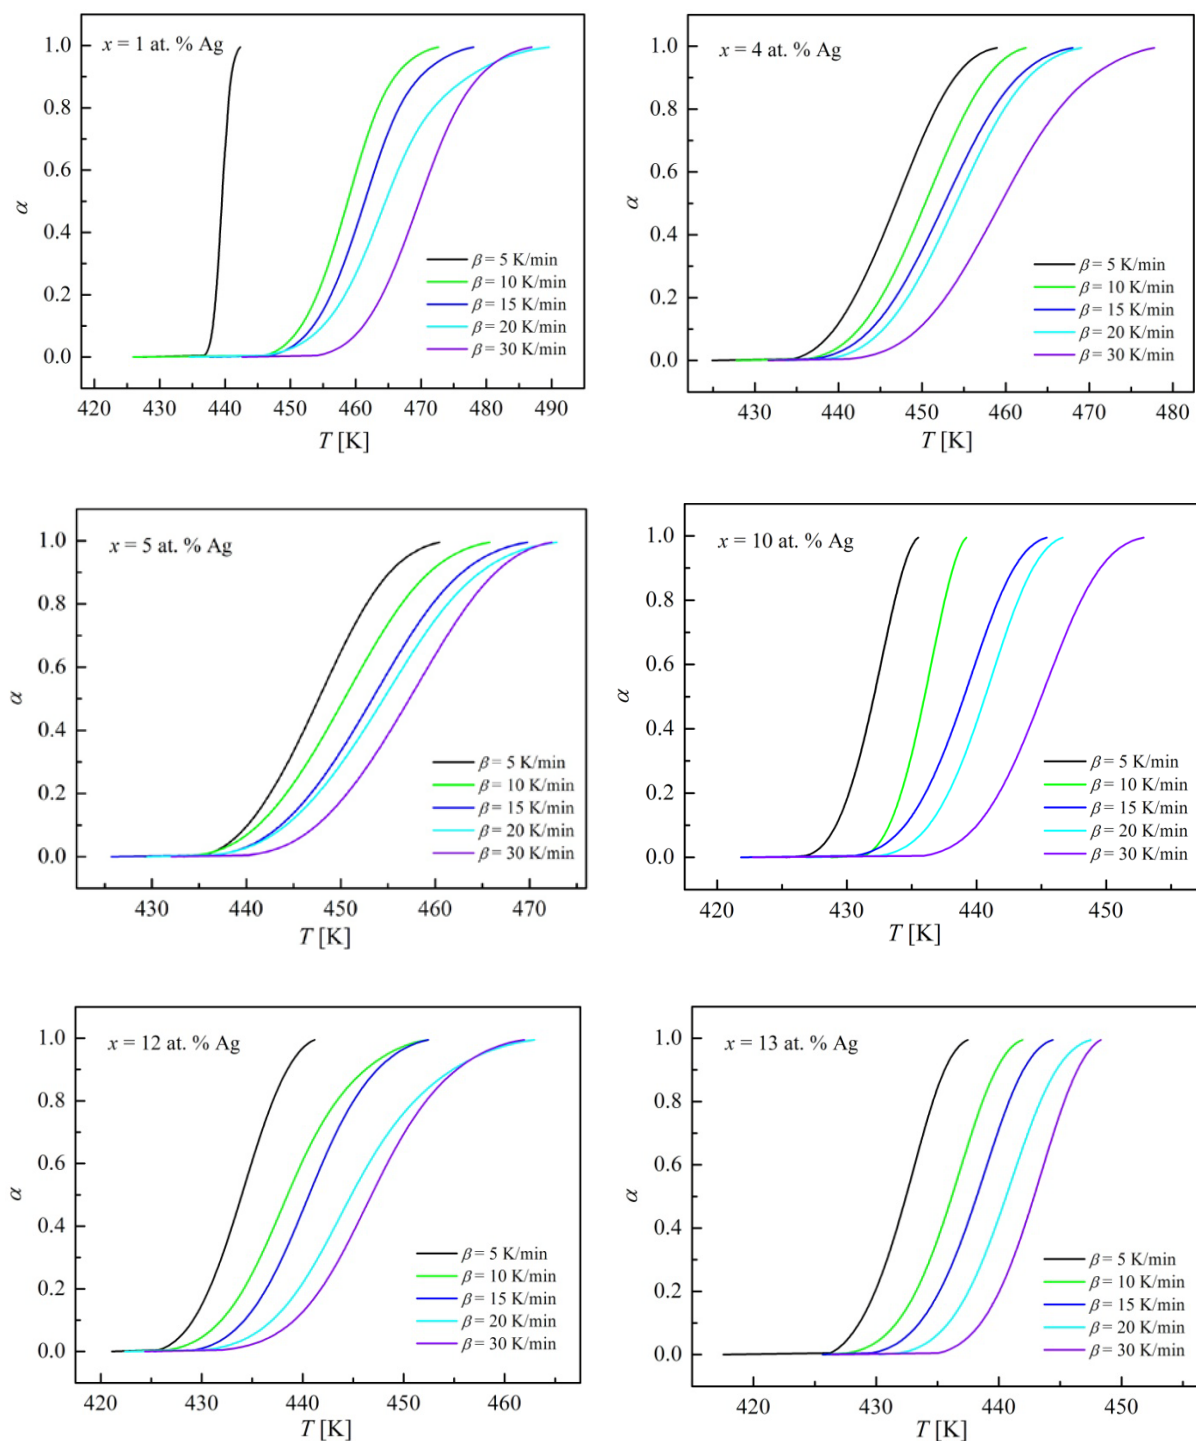 x = 1 at. % Ag
1.0
0.8
0.6
0.4
0.2
0.0
α
β = 5 K/min
β = 10 K/min
β = 15 K/min
β = 20 K/min
β = 30 K/min
420 430 440 450 460 470 480 490
T [K]
x = 4 at. % Ag
1.0
0.8
0.6
0.4
0.2
0.0
α
β = 5 K/min
β = 10 K/min
β = 15 K/min
β = 20 K/min
β = 30 K/min
430 440 450 460 470 480
T [K]
x = 5 at. % Ag
1.0
0.8
0.6
0.4
0.2
0.0
α
β = 5 K/min
β = 10 K/min
β = 15 K/min
β = 20 K/min
β = 30 K/min
430 440 450 460 470
T [K]
x = 10 at. % Ag
1.0
0.8
0.6
0.4
0.2
0.0
α
β = 5 K/min
β = 10 K/min
β = 15 K/min
β = 20 K/min
β = 30 K/min
420 430 440 450
T [K]
x = 12 at. % Ag
1.0
0.8
0.6
0.4
0.2
0.0
α
β = 5 K/min
β = 10 K/min
β = 15 K/min
β = 20 K/min
β = 30 K/min
420 430 440 450 460
T [K]
x = 13 at. % Ag
1.0
0.8
0.6
0.4
0.2
0.0
α
β = 5 K/min
β = 10 K/min
β = 15 K/min
β = 20 K/min
β = 30 K/min
420 430 440 450
T [K]